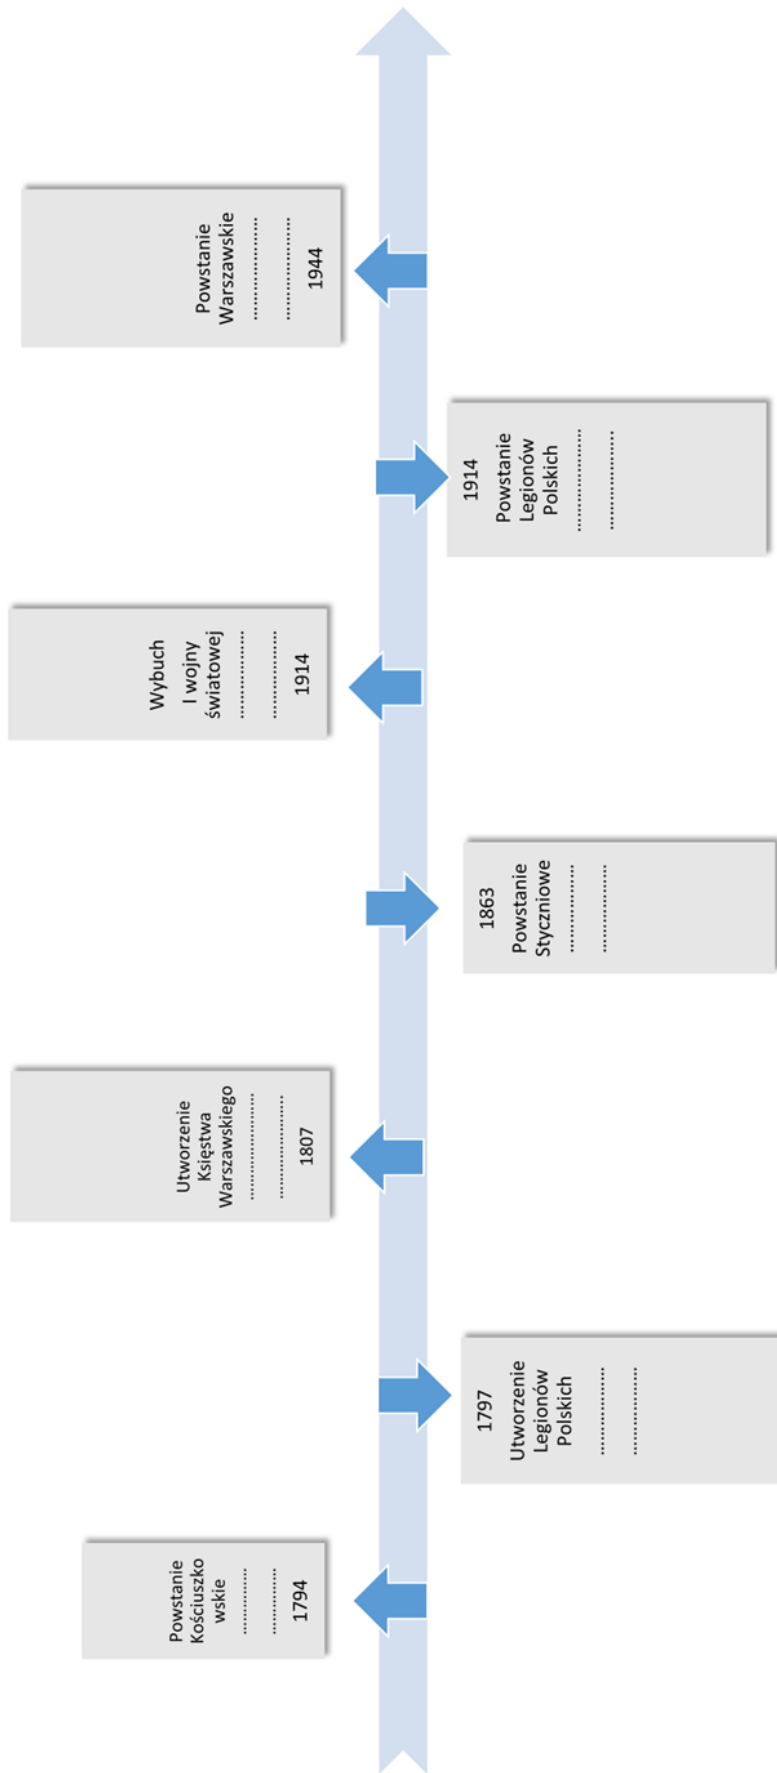 Powstanie
Kościuszko
wskie
....................
....................
1794
1797
Utworzenie
Legionów
Polskich
..........................
..........................
Utworzenie
Księstwa
Warszawskiego
................................
................................
1807
1863
Powstanie
Styczniowe
..........................
..........................
Wybuch
I wojny
światowej
..........................
..........................
1914
1914
Powstanie
Legionów
Polskich
..............................
..............................
Powstanie
Warszawskie
..............................
..............................
1944